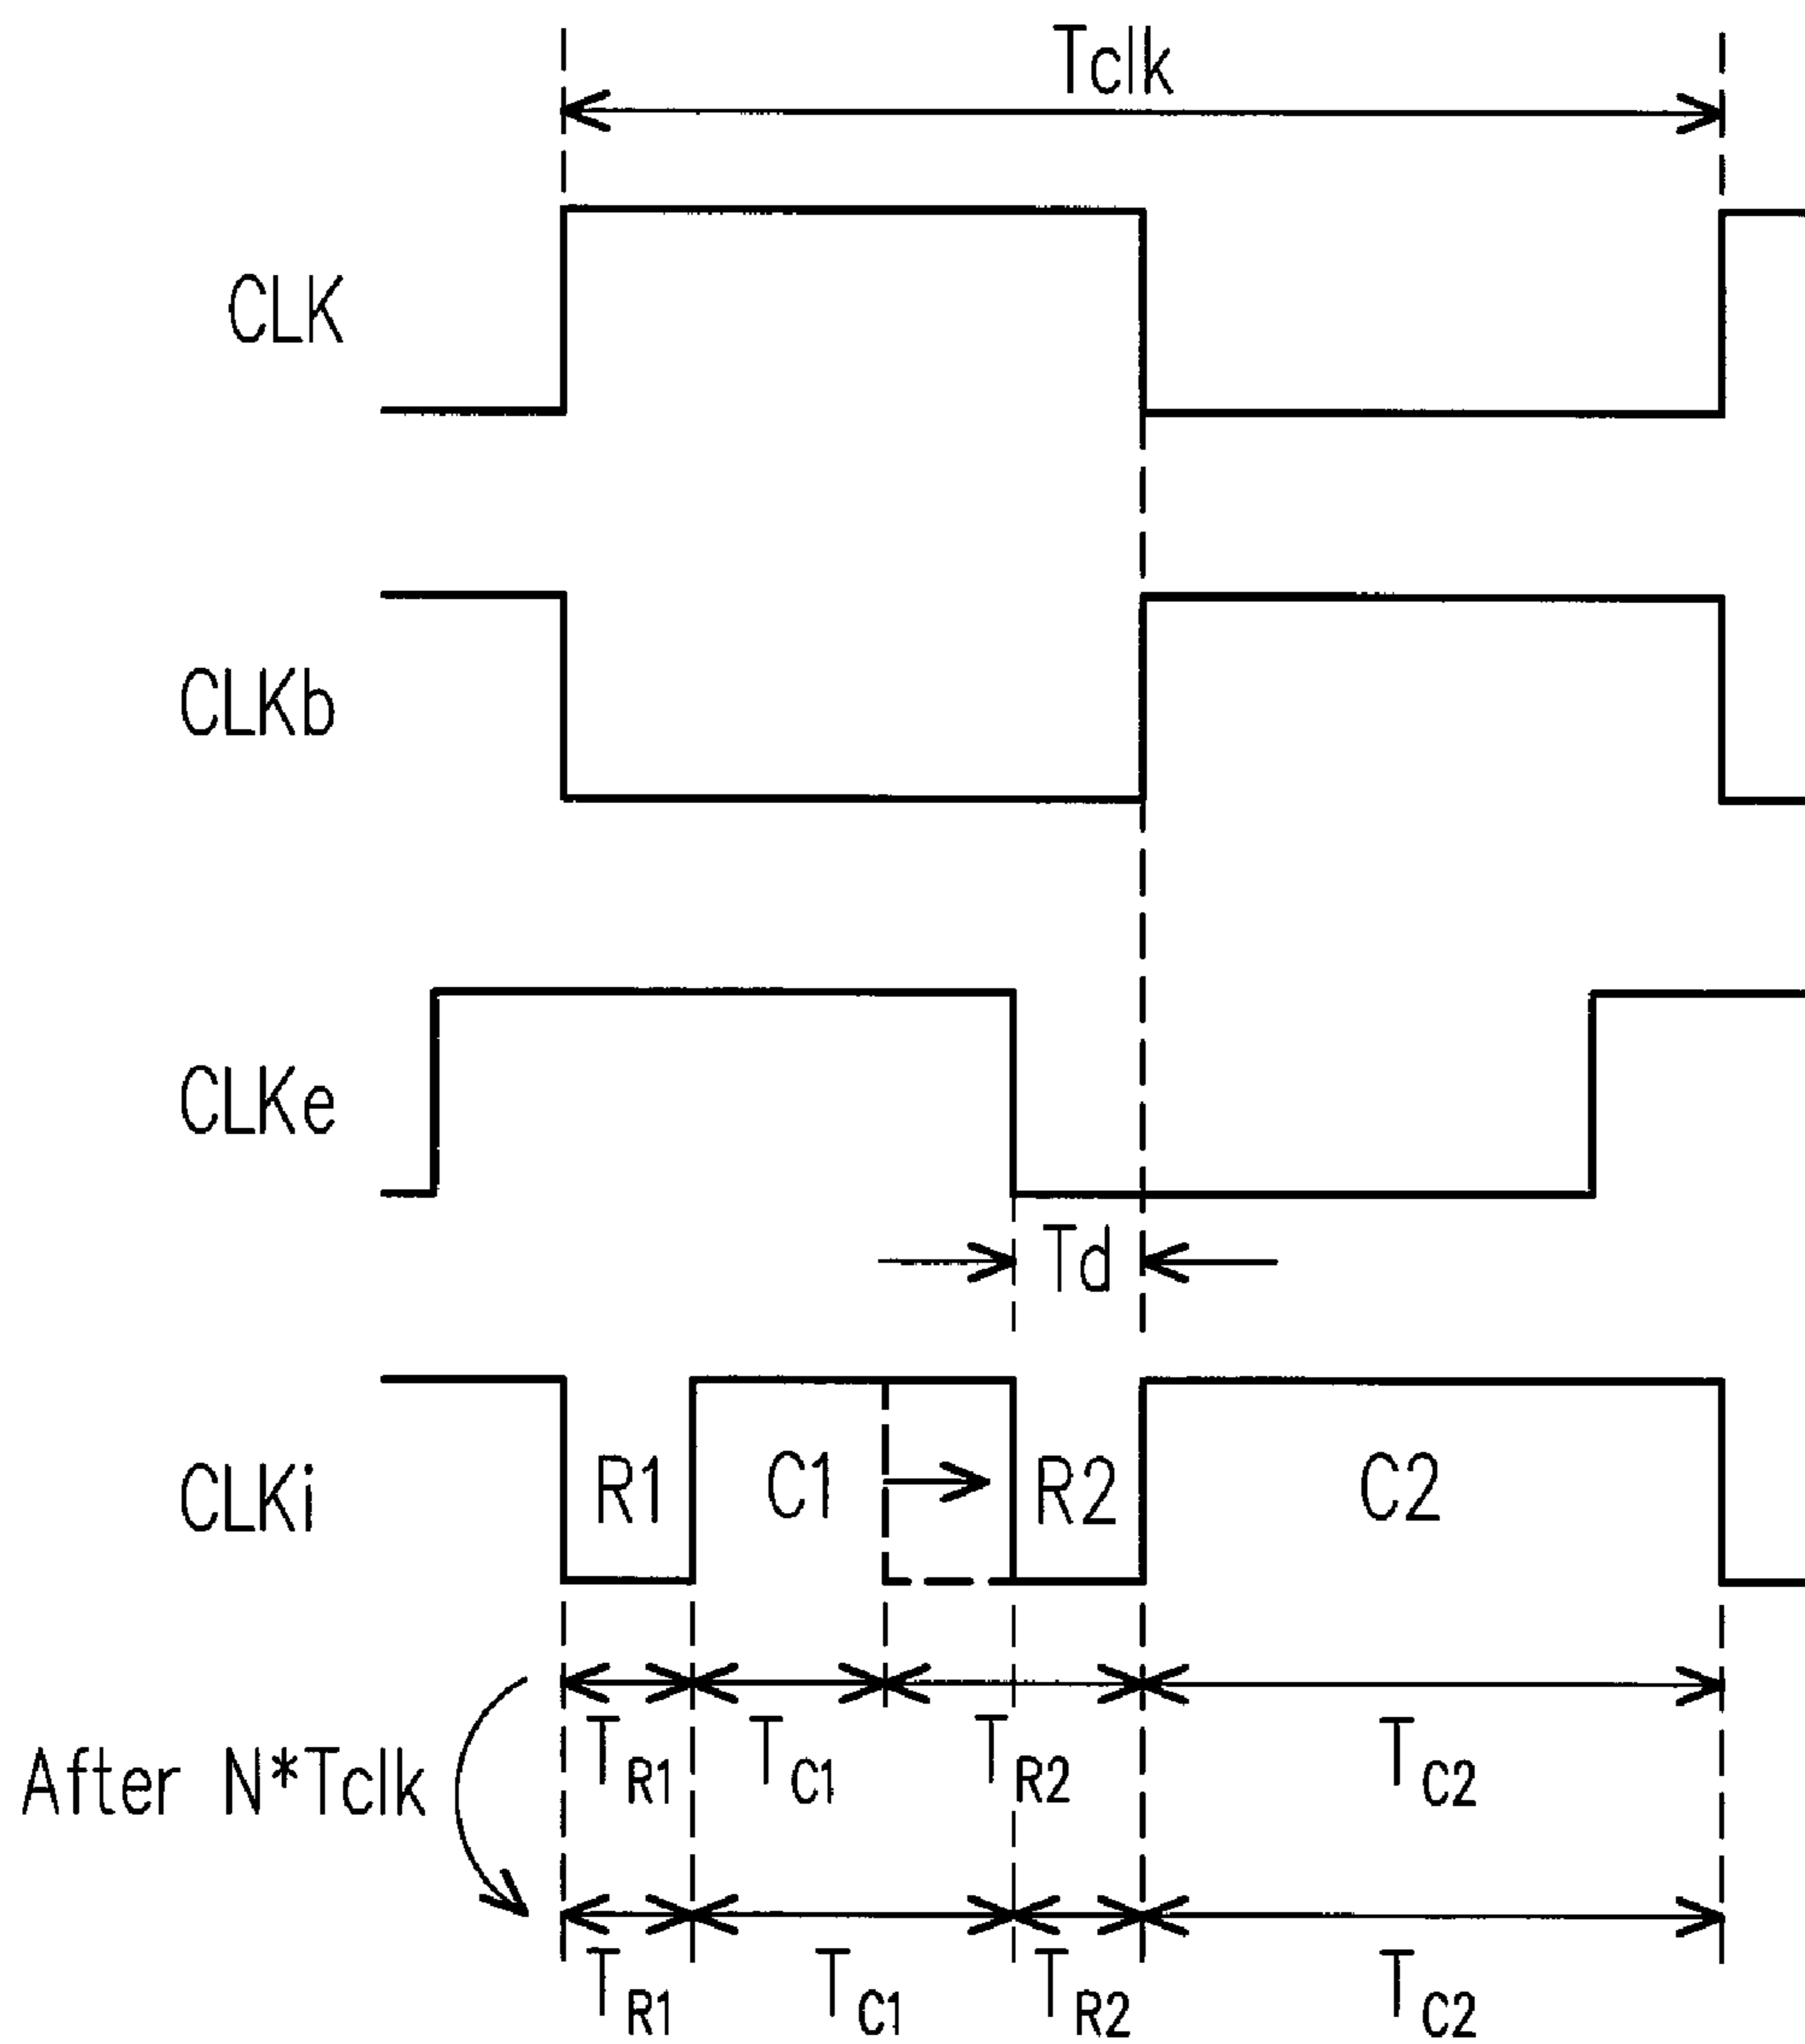 Tclk
CLK
CLKb
CLKe
Td
CLKi
R1 C1 R2 C2
TR1 TC1 TR2 TC2
After N*Tclk
TR1 TC1 TR2 TC2